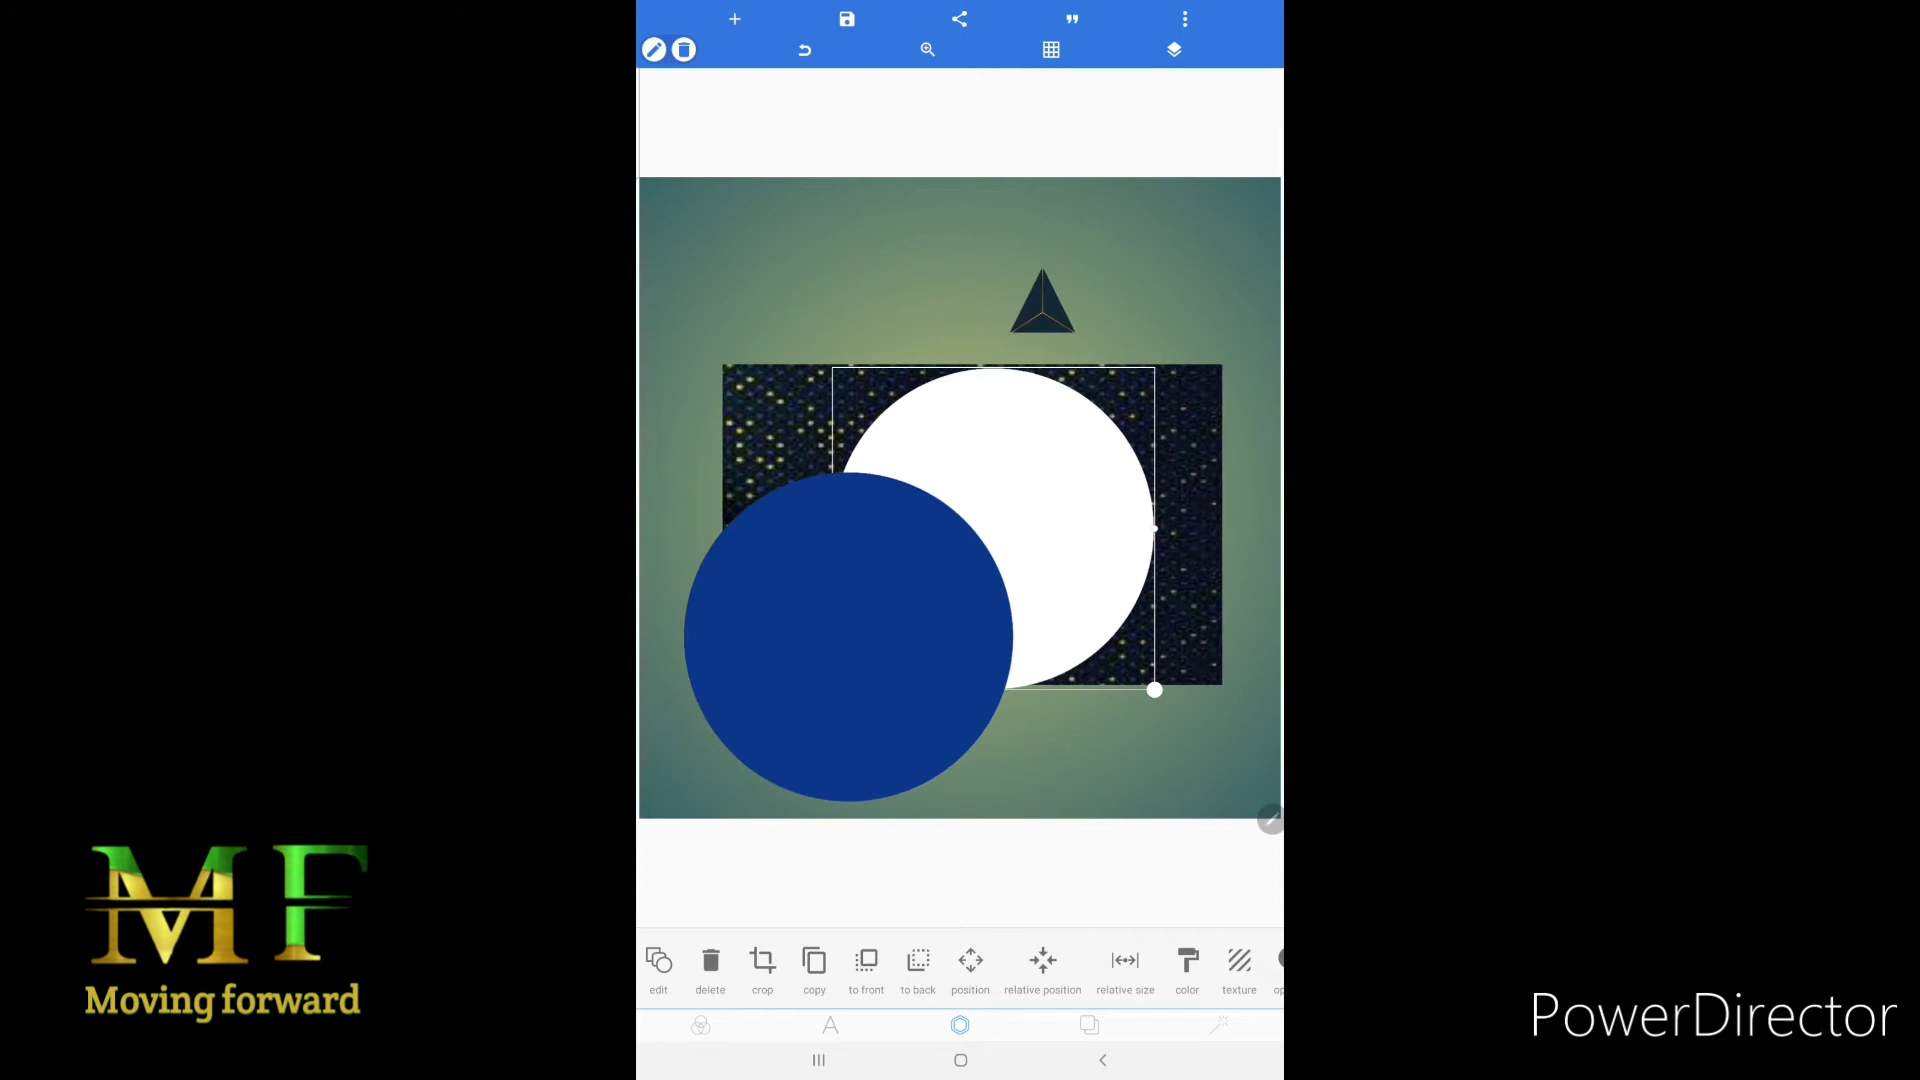 edit
delete
crop
copy
to front
to back
position
relative position
relative size
color
texture
op
MF
Moving forward
PowerDirector